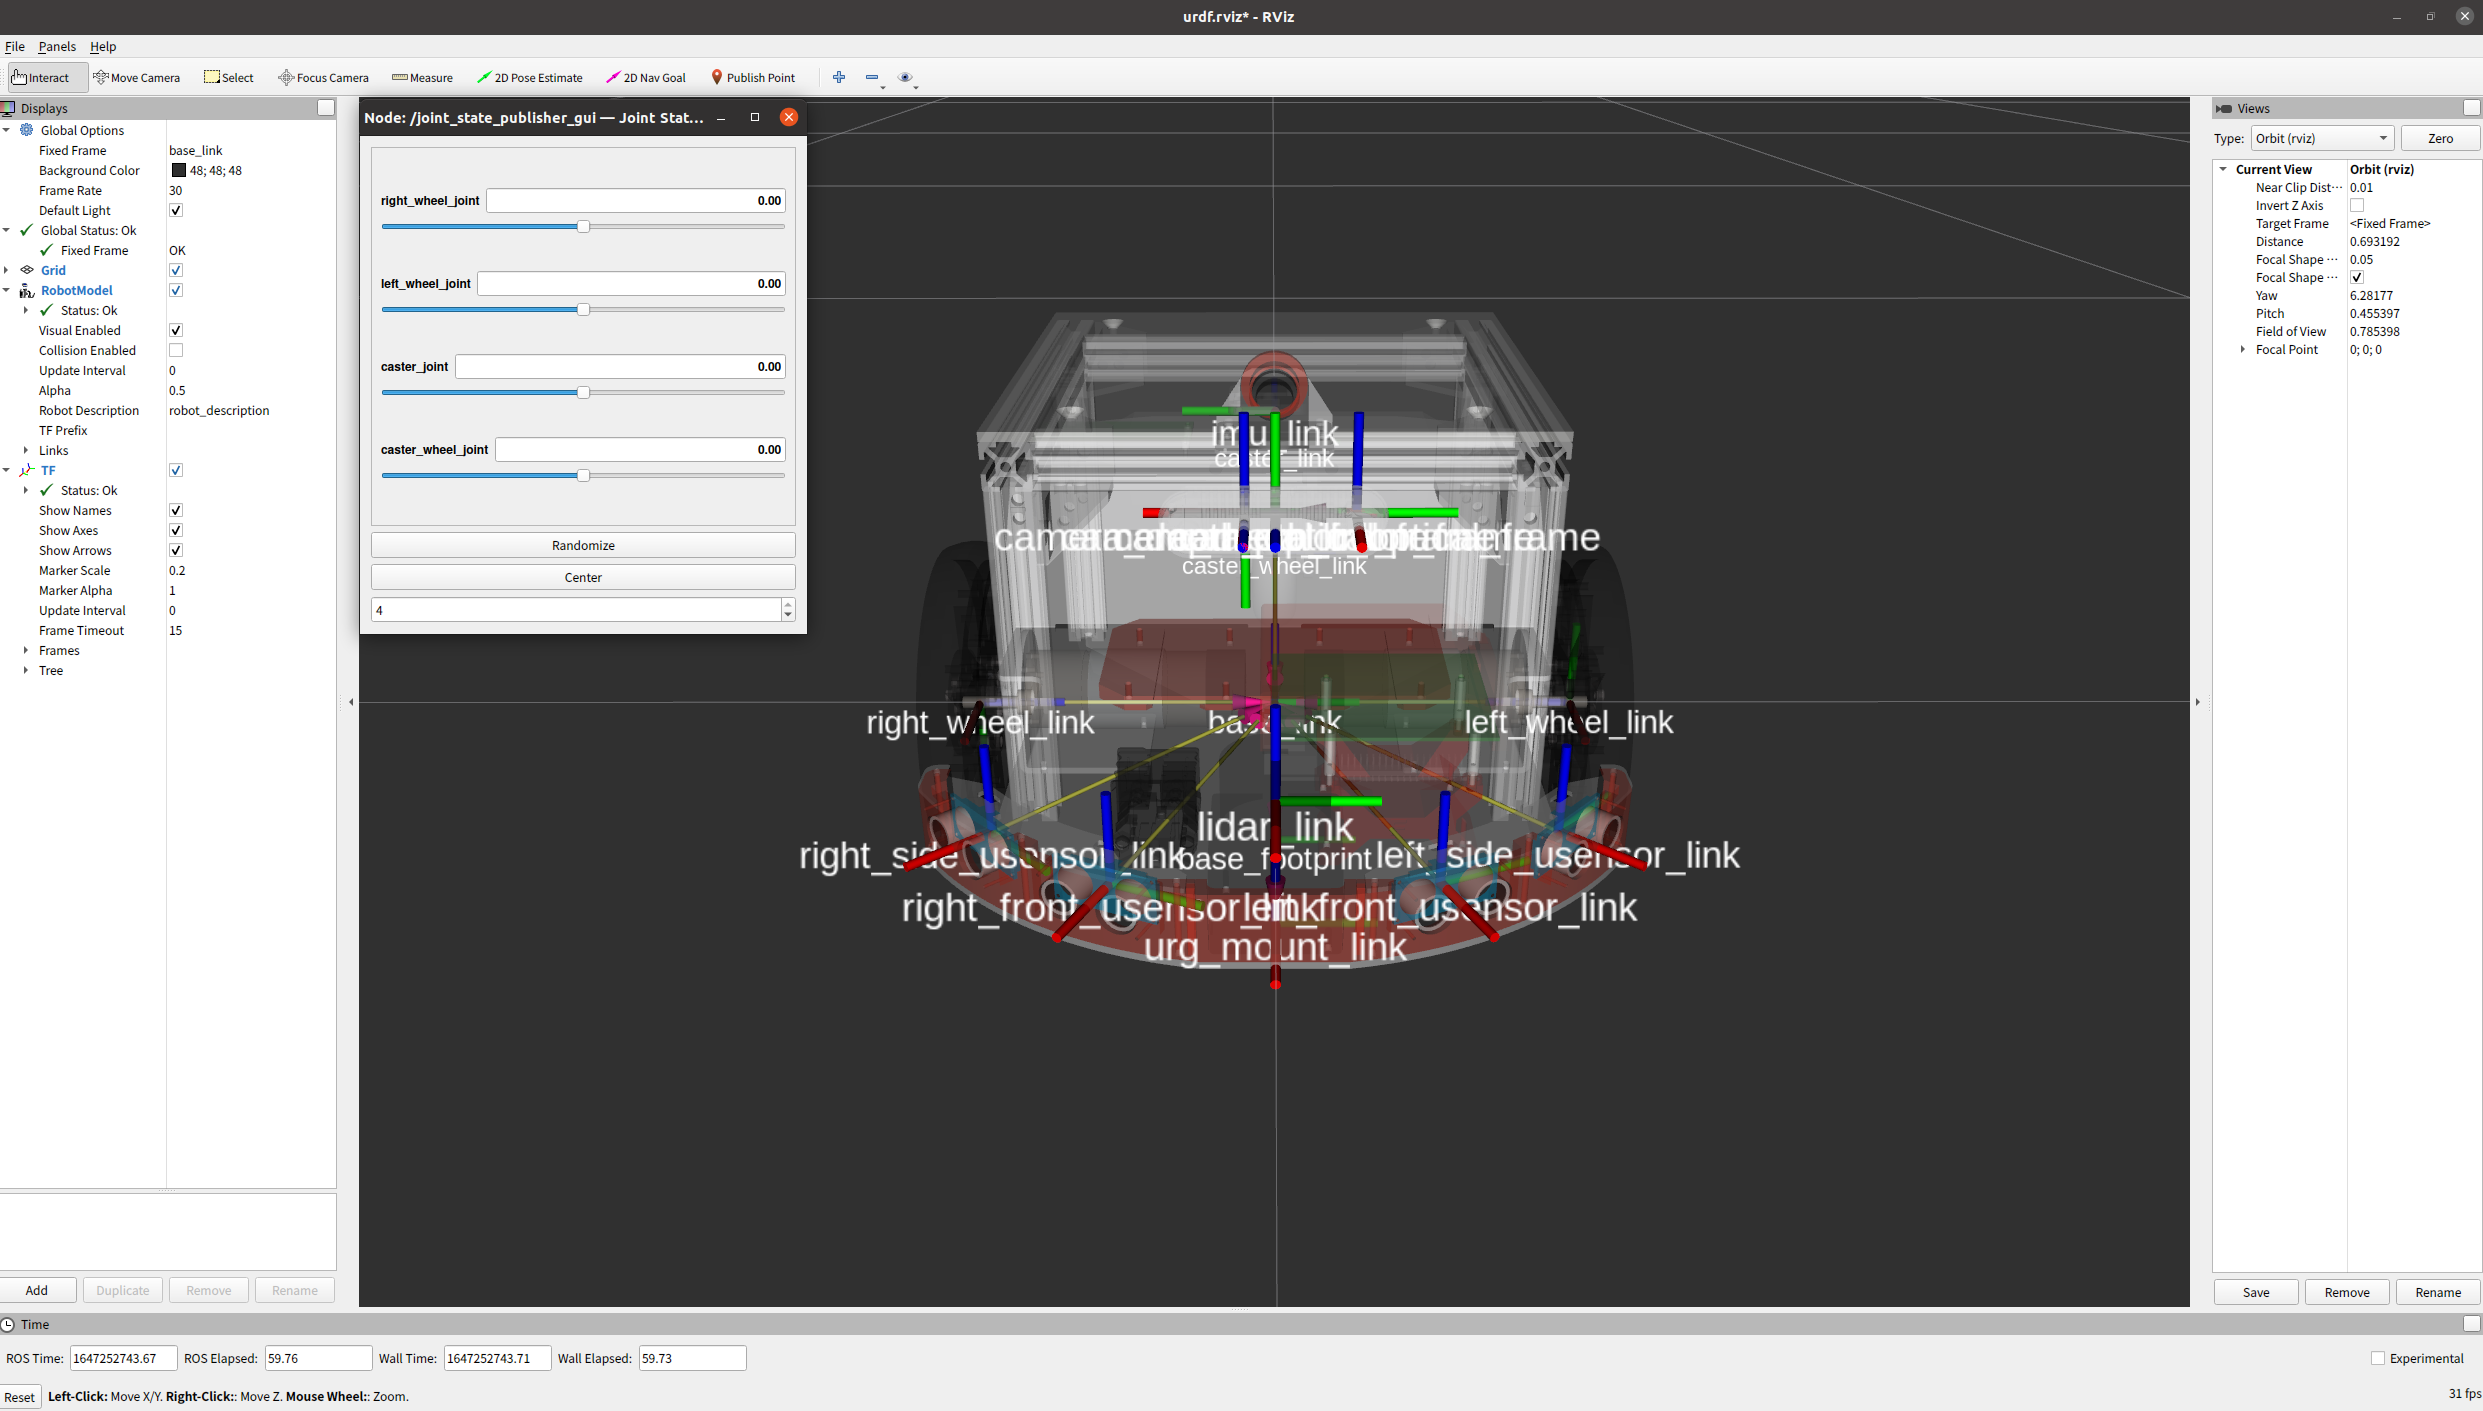 urdf.rviz* - RViz
File Panels Help
Interact Move Camera Select Focus Camera Measure 2D Pose Estimate 2D Nav Goal Publish Point
Displays
Global Options
Fixed Frame base_link
Background Color 48; 48; 48
Frame Rate 30
Default Light
Global Status: Ok
Fixed Frame OK
Grid
RobotModel
Status: Ok
Visual Enabled
Collision Enabled
Update Interval 0
Alpha 0.5
Robot Description robot_description
TF Prefix
Links
TF
Status: Ok
Show Names
Show Axes
Show Arrows
Marker Scale 0.2
Marker Alpha 1
Update Interval 0
Frame Timeout 15
Frames
Tree
Add Duplicate Remove Rename
Node: /joint_state_publisher_gui — Joint Stat...
right_wheel_joint 0.00
left_wheel_joint 0.00
caster_joint 0.00
caster_wheel_joint 0.00
Randomize
Center
4
imu_link
caster_link
caster_wheel_link
right_wheel_link base_link left_wheel_link
lidar_link
right_side_usensor_link base_footprint left_side_usensor_link
right_front_usensor_link left_front_usensor_link
urg_mount_link
Views
Type: Orbit (rviz) Zero
Current View Orbit (rviz)
Near Clip Dist⋯ 0.01
Invert Z Axis
Target Frame <Fixed Frame>
Distance 0.693192
Focal Shape ⋯ 0.05
Focal Shape ⋯
Yaw 6.28177
Pitch 0.455397
Field of View 0.785398
Focal Point 0; 0; 0
Save Remove Rename
Time
ROS Time: 1647252743.67 ROS Elapsed: 59.76 Wall Time: 1647252743.71 Wall Elapsed: 59.73 Experimental
Reset Left-Click: Move X/Y. Right-Click:: Move Z. Mouse Wheel:: Zoom. 31 fps